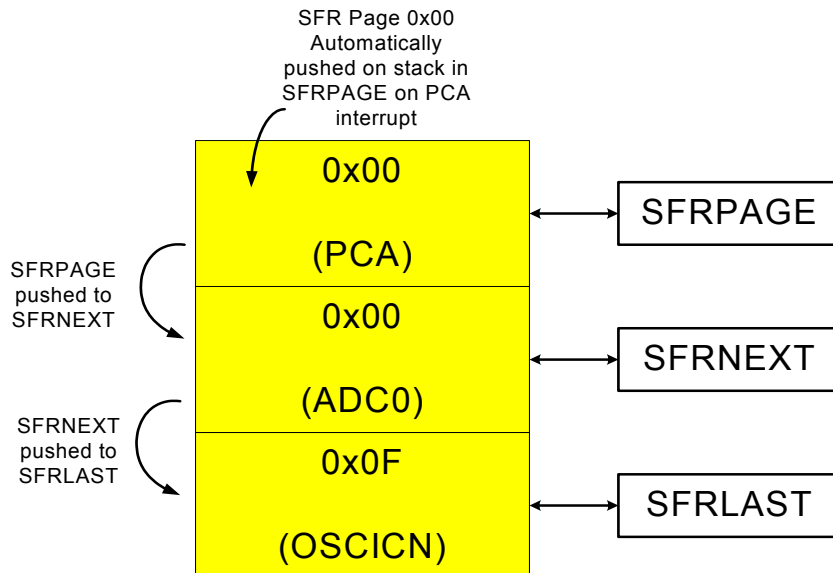 SFR Page 0x00
Automatically
pushed on stack in
SFRPAGE on PCA
interrupt
0x00
(PCA)
SFRPAGE
SFRPAGE
pushed to
SFRNEXT
0x00
(ADC0)
SFRNEXT
SFRNEXT
pushed to
SFRLAST
0x0F
(OSCICN)
SFRLAST